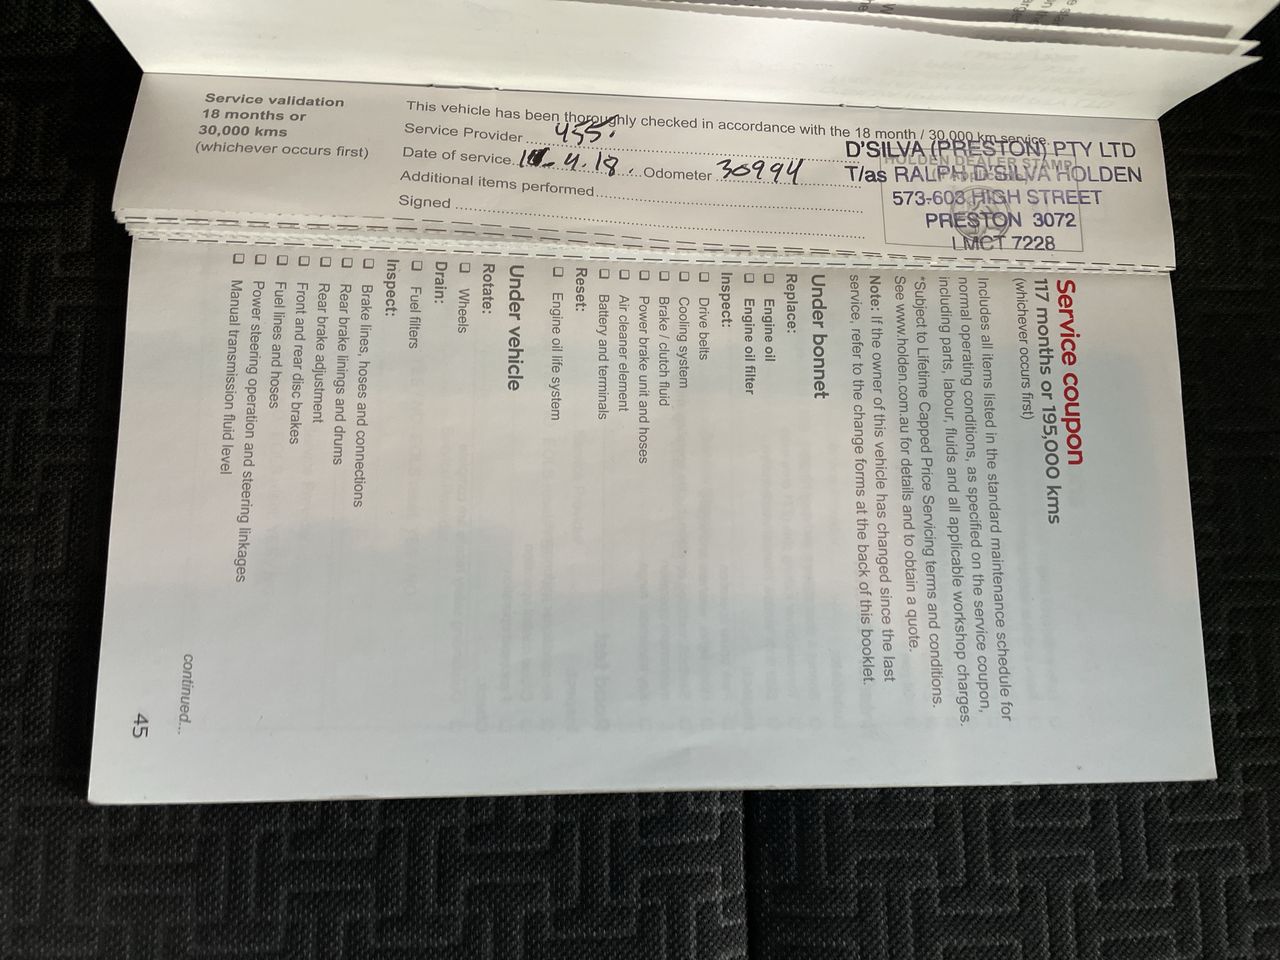 Service validation
18 months or
30,000 kms
(whichever occurs first)
This vehicle has been thoroughly checked in accordance with the 18 month / 30,000 km service.
Service Provider 455.
Date of service 4.18. Odometer 30994
Additional items performed
Signed
HOLDEN DEALER STAMP
D'SILVA (PRESTON) PTY LTD
T/as RALPH D'SILVA HOLDEN
573-603 HIGH STREET
PRESTON 3072
LMCT 7228
Service coupon
117 months or 195,000 kms
(whichever occurs first)
Includes all items listed in the standard maintenance schedule for
normal operating conditions, as specified on the service coupon,
including parts, labour, fluids and all applicable workshop charges.
*Subject to Lifetime Capped Price Servicing terms and conditions.
See www.holden.com.au for details and to obtain a quote.
Note: If the owner of this vehicle has changed since the last
service, refer to the change forms at the back of this booklet.
Under bonnet
Replace:
❑ Engine oil
❑ Engine oil filter
Inspect:
❑ Drive belts
❑ Cooling system
❑ Brake / clutch fluid
❑ Power brake unit and hoses
❑ Air cleaner element
❑ Battery and terminals
Reset:
❑ Engine oil life system
Under vehicle
Rotate:
❑ Wheels
Drain:
❑ Fuel filters
Inspect:
❑ Brake lines, hoses and connections
❑ Rear brake linings and drums
❑ Rear brake adjustment
❑ Front and rear disc brakes
❑ Fuel lines and hoses
❑ Power steering operation and steering linkages
❑ Manual transmission fluid level
continued...
45